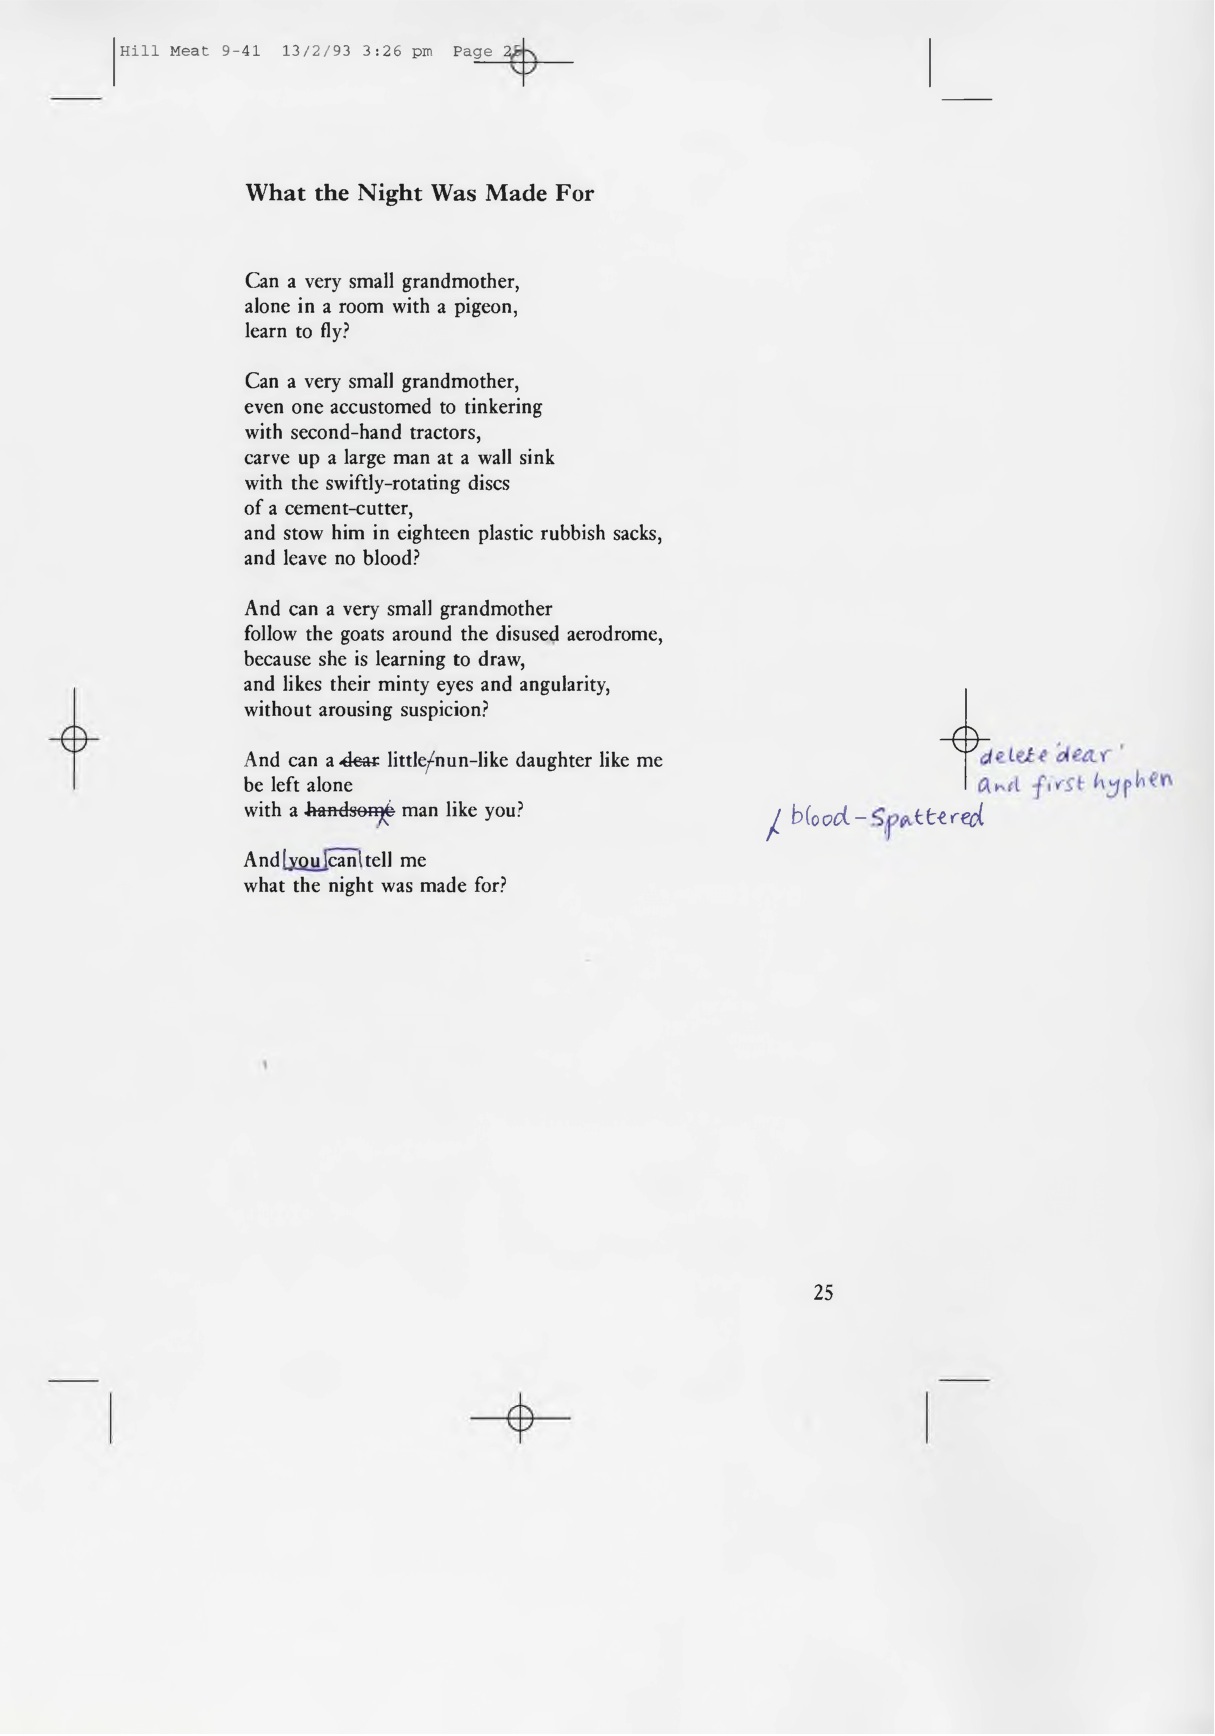 Hill Meat 9-41 13/2/93 3:26 pm Page 25
What the Night Was Made For
Can a very small grandmother,
alone in a room with a pigeon,
learn to fly?
Can a very small grandmother,
even one accustomed to tinkering
with second-hand tractors,
carve up a large man at a wall sink
with the swiftly-rotating discs
of a cement-cutter,
and stow him in eighteen plastic rubbish sacks,
and leave no blood?
And can a very small grandmother
follow the goats around the disused aerodrome,
because she is learning to draw,
and likes their minty eyes and angularity,
without arousing suspicion?
And can a dear little-nun-like daughter like me
delete 'dear'
be left alone
and first hyphen
with a handsome man like you?
/ blood-spattered
And you can tell me
what the night was made for?
25